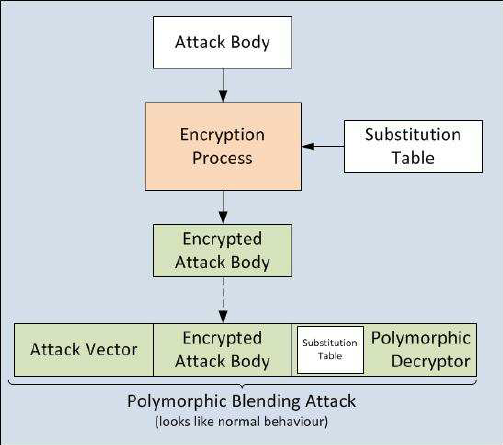 Attack Body
Encryption
Process
Substitution
Table
Encrypted
Attack Body
Attack Vector
Encrypted
Attack Body
Substitution
Table
Polymorphic
Decryptor
Polymorphic Blending Attack
(looks like normal behaviour)